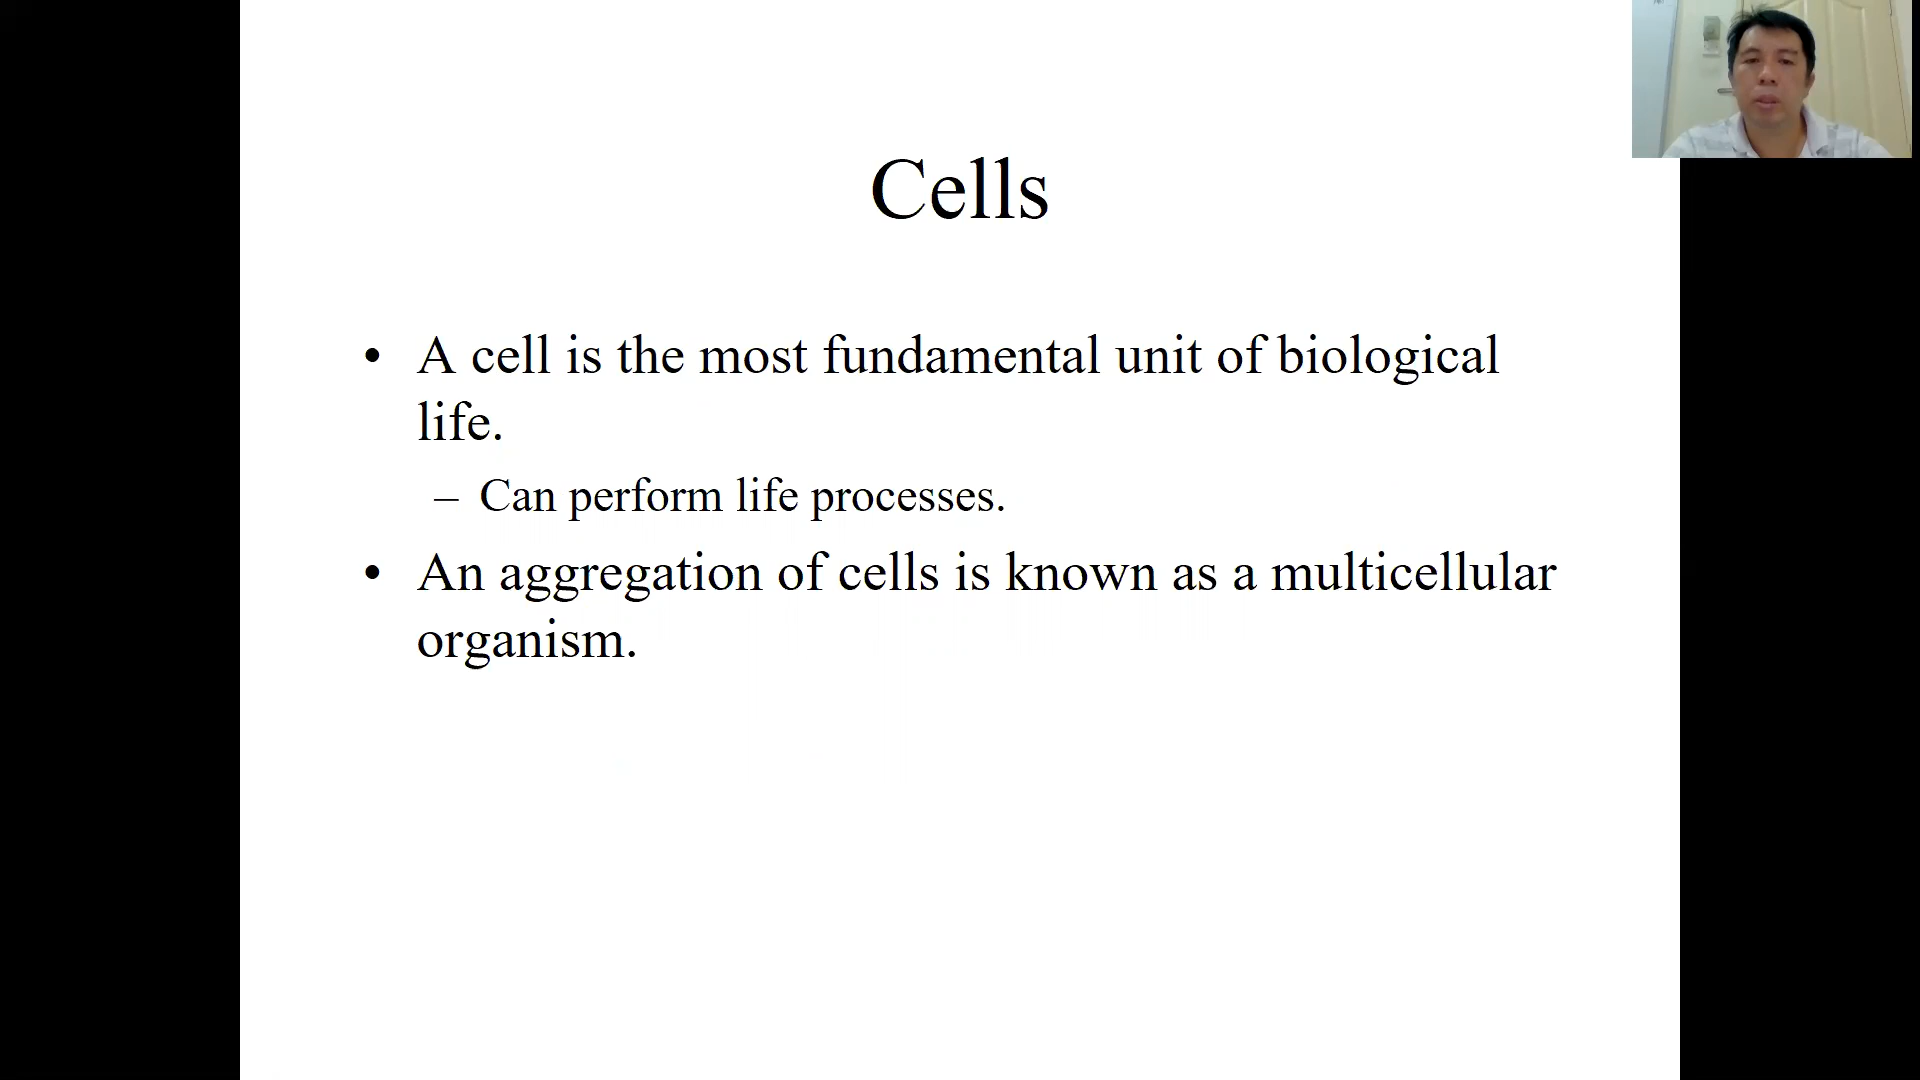 Cells
• A cell is the most fundamental unit of biological
life.
– Can perform life processes.
• An aggregation of cells is known as a multicellular
organism.